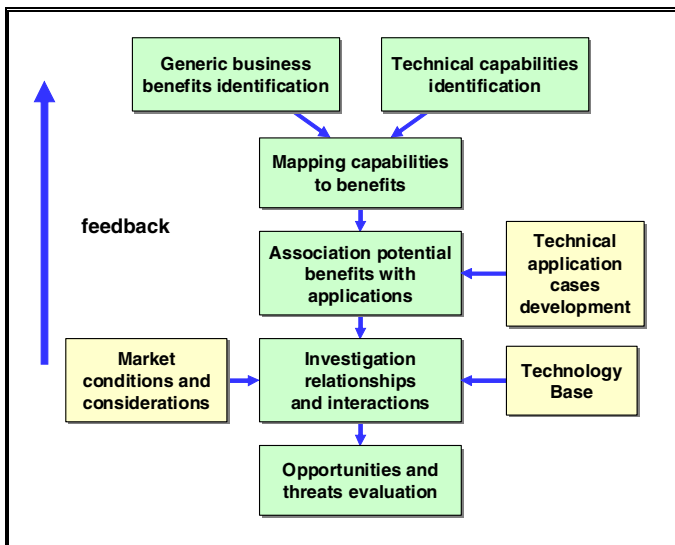 Generic business
benefits identification
Technical capabilities
identification
Mapping capabilities
to benefits
feedback
Association potential
benefits with
applications
Technical
application
cases
development
Market
conditions and
considerations
Investigation
relationships
and interactions
Technology
Base
Opportunities and
threats evaluation